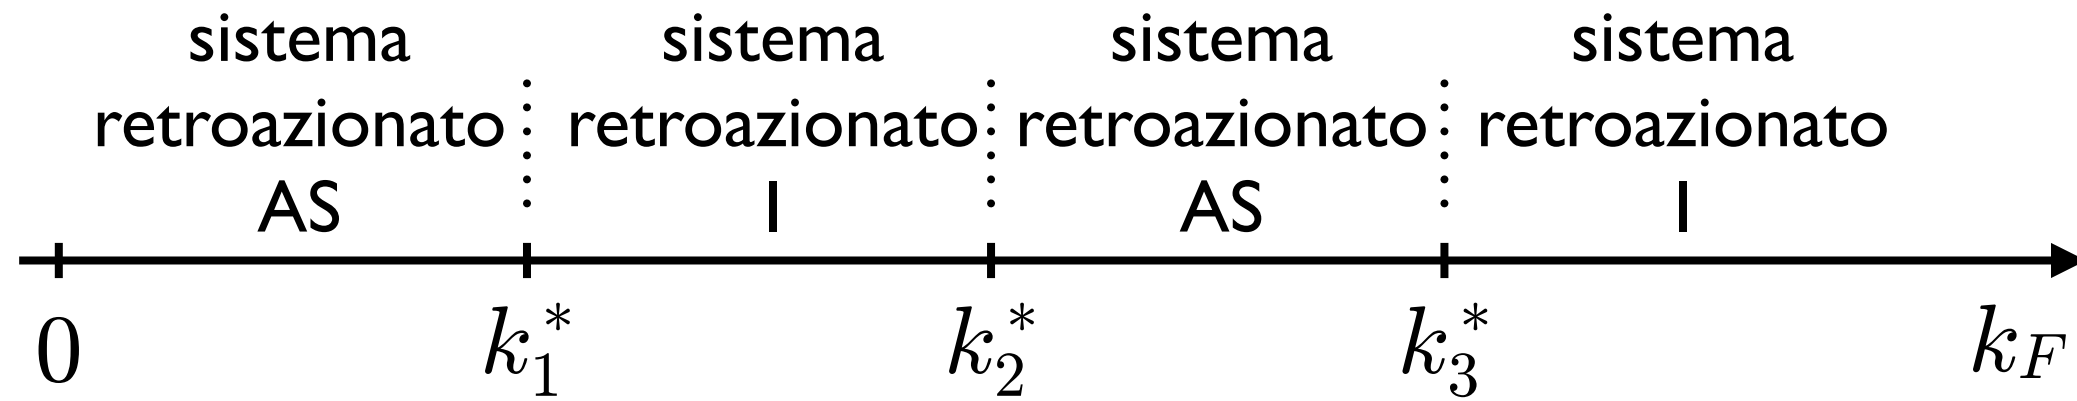 sistema sistema sistema sistema
retroazionato retroazionato retroazionato retroazionato
AS I AS I
0 k₁* k₂* k₃* k_F